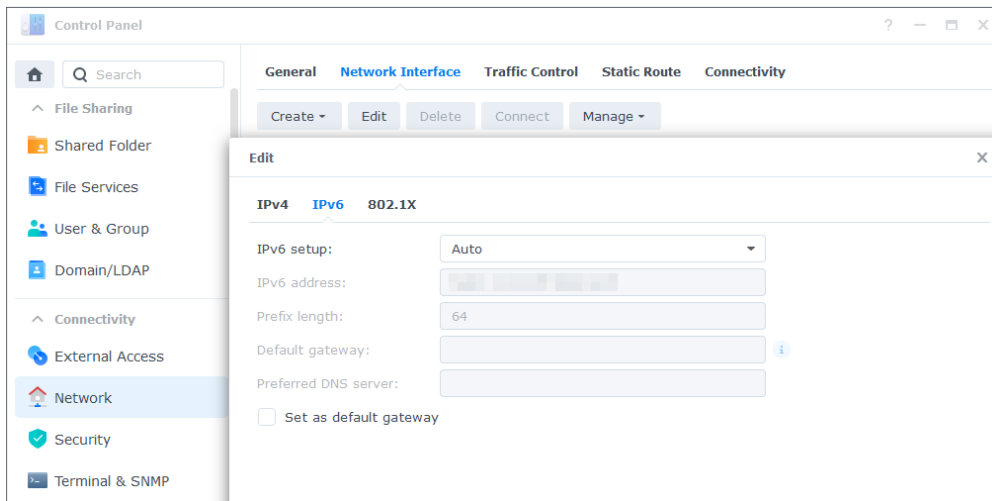 Control Panel
?
Search
General Network Interface Traffic Control Static Route Connectivity
File Sharing
Create Edit Delete Connect Manage
Shared Folder
File Services
User & Group
Domain/LDAP
Connectivity
External Access
Network
Security
Terminal & SNMP
Edit
IPv4 IPv6 802.1X
IPv6 setup: Auto
IPv6 address:
Prefix length: 64
Default gateway: i
Preferred DNS server:
Set as default gateway